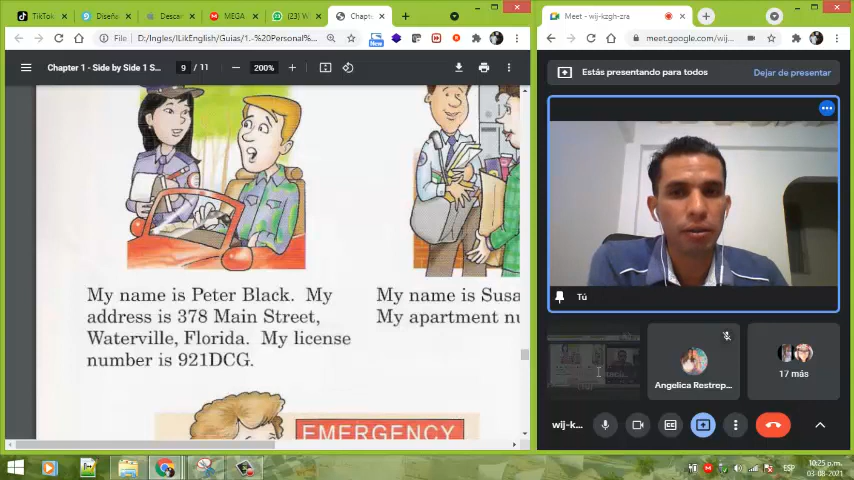 TikTok
Diseña
Descar
MEGA
(23) W
Chapt
Meet - wij-kzgh-zra
File
D:/Ingles/ILikEnglish/Guias/1.-%20Personal...
New
meet.google.com/wij...
Chapter 1 - Side by Side 1 S...
9 / 11
200%
Estás presentando para todos
Dejar de presentar
My name is Peter Black. My
address is 378 Main Street,
Waterville, Florida. My license
number is 921DCG.
My name is Susa
My apartment nu
EMERGENCY
Tú
Angelica Restrep...
17 más
wij-k...
ESP
10:25 p.m.
03-08-2021